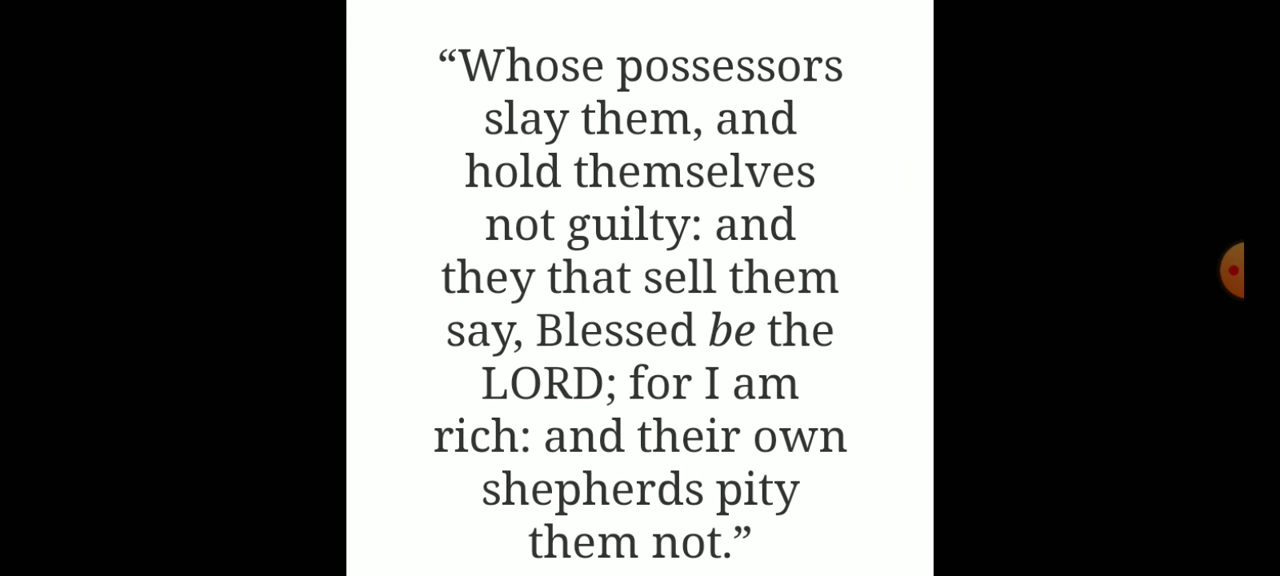 “Whose possessors
slay them, and
hold themselves
not guilty: and
they that sell them
say, Blessed be the
LORD; for I am
rich: and their own
shepherds pity
them not.”